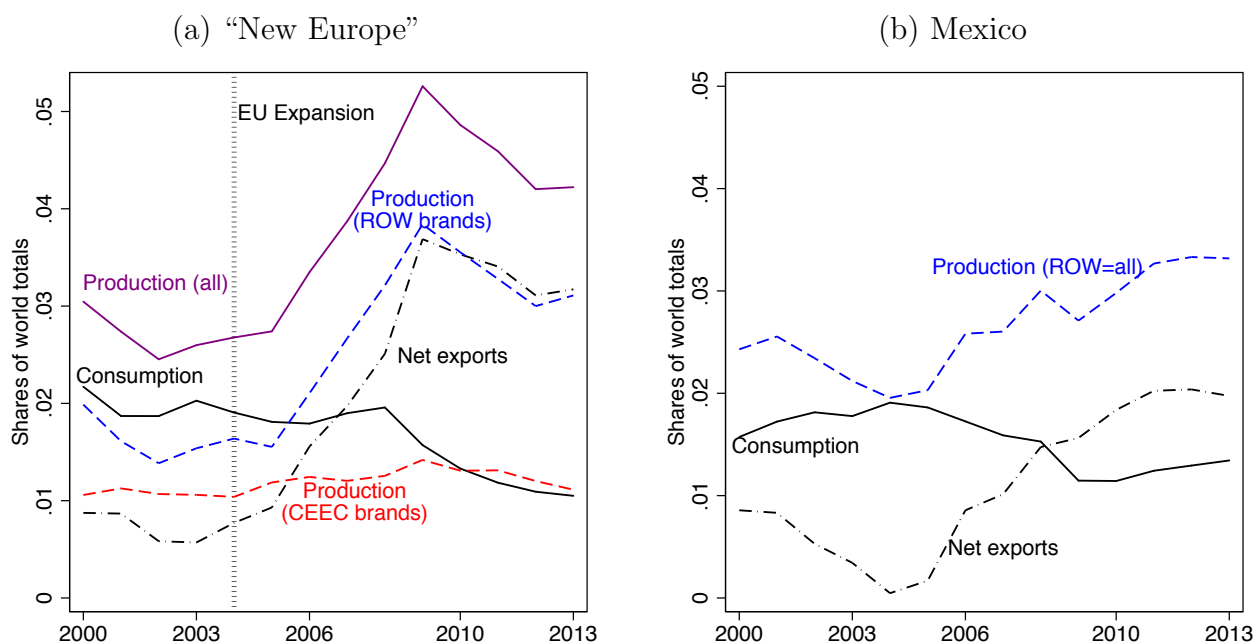 (a) “New Europe”
Shares of world totals
0 .01 .02 .03 .04 .05
EU Expansion
Production
(ROW brands)
Production (all)
Net exports
Consumption
Production
(CEEC brands)
2000 2003 2006 2010 2013
(b) Mexico
Shares of world totals
0 .01 .02 .03 .04 .05
Production (ROW=all)
Consumption
Net exports
2000 2003 2006 2010 2013